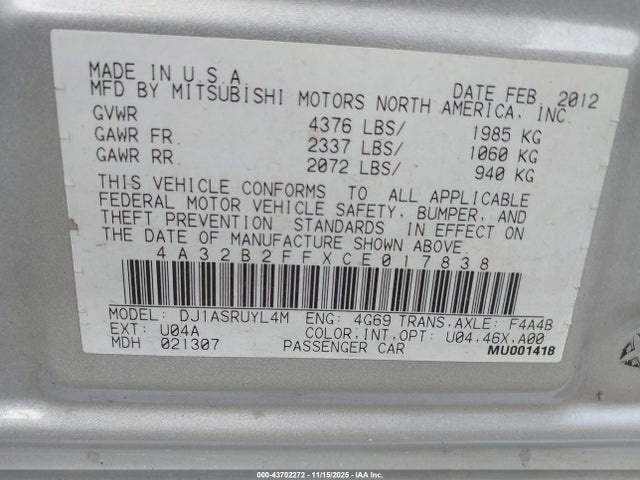 MADE IN U.S.A
DATE FEB 2012
MFD BY MITSUBISHI MOTORS NORTH AMERICA, INC.
GVWR 4376 LBS/ 1985 KG
GAWR FR. 2337 LBS/ 1060 KG
GAWR RR. 2072 LBS/ 940 KG
THIS VEHICLE CONFORMS TO ALL APPLICABLE
FEDERAL MOTOR VEHICLE SAFETY, BUMPER, AND
THEFT PREVENTION STANDARDS IN EFFECT ON
THE DATE OF MANUFACTURE SHOWN ABOVE.
4A32B2FFXCE017838
MODEL: DJ1ASRUYL4M ENG: 4G69 TRANS.AXLE: F4A4B
EXT: U04A COLOR.INT.OPT: U04.46X.A00
MDH 021307 PASSENGER CAR MU001418
000-43702272 - 11/15/2025 - IAA Inc.